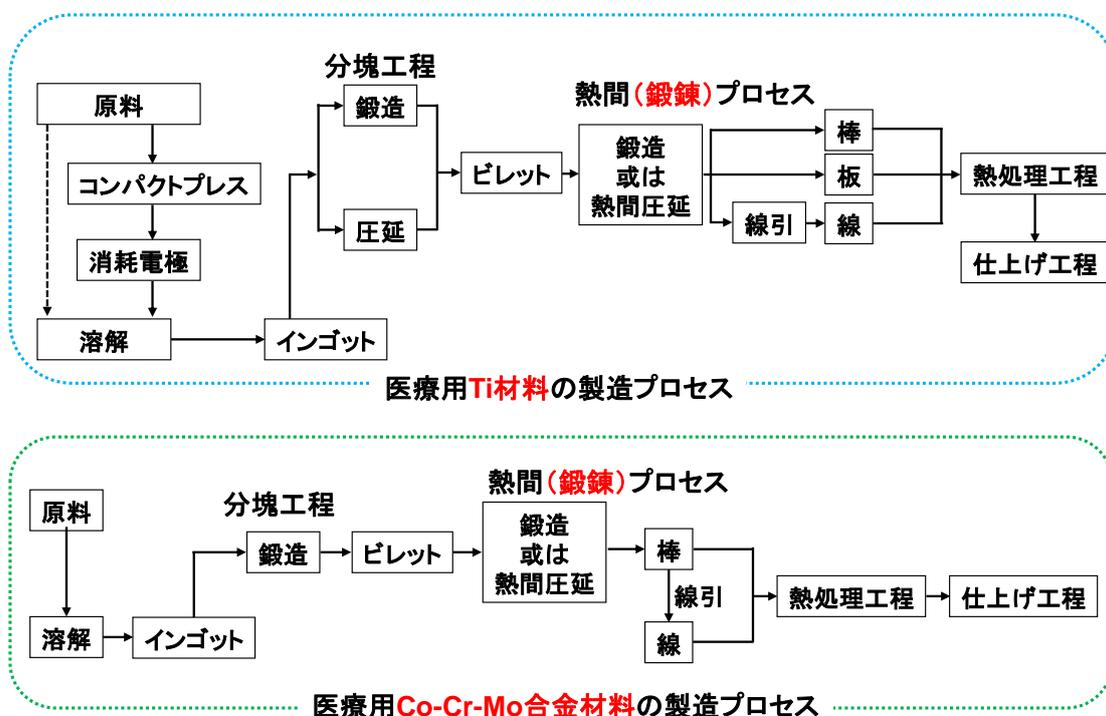 分塊工程
原料
鍛造
熱間（鍛錬）プロセス
鍛造
或は
熱間圧延
棒
コンパクトプレス
ビレット
板
熱処理工程
圧延
線引
線
消耗電極
仕上げ工程
溶解
インゴット
医療用Ti材料の製造プロセス
熱間（鍛錬）プロセス
原料
分塊工程
鍛造
ビレット
鍛造
或は
熱間圧延
棒
線引
熱処理工程
仕上げ工程
溶解
インゴット
線
医療用Co-Cr-Mo合金材料の製造プロセス